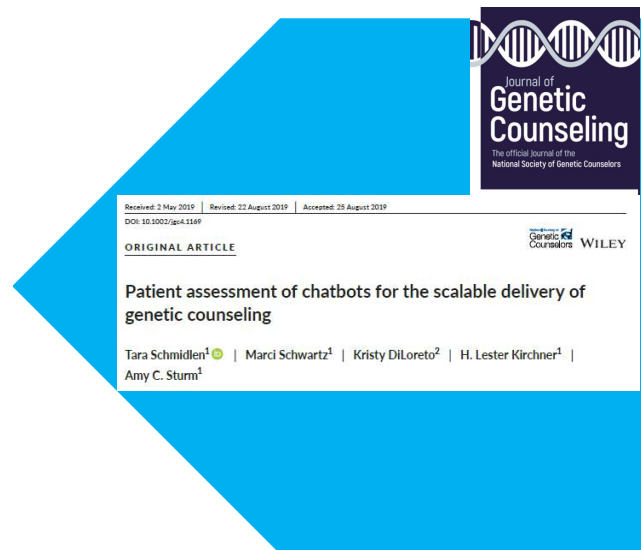 Journal of
Genetic
Counseling
The official Journal of the
National Society of Genetic Counselors
Received: 2 May 2019 | Revised: 22 August 2019 | Accepted: 25 August 2019
DOI: 10.1002/jgc4.1169
ORIGINAL ARTICLE
Genetic
Counselors WILEY
Patient assessment of chatbots for the scalable delivery of
genetic counseling
Tara Schmidlen¹ iD | Marci Schwartz¹ | Kristy DiLoreto² | H. Lester Kirchner¹ |
Amy C. Sturm¹